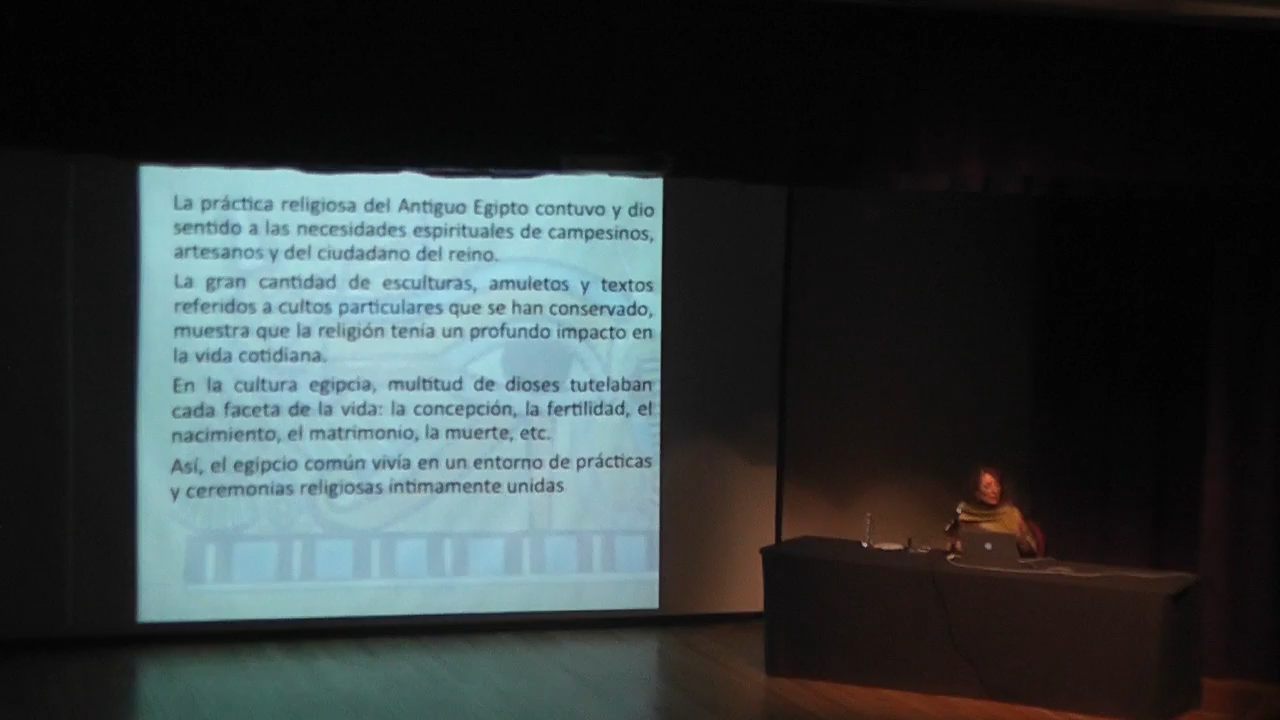 La práctica religiosa del Antiguo Egipto contuvo y dio
sentido a las necesidades espirituales de campesinos,
artesanos y del ciudadano del reino.
La gran cantidad de esculturas, amuletos y textos
referidos a cultos particulares que se han conservado,
muestra que la religión tenía un profundo impacto en
la vida cotidiana.
En la cultura egipcia, multitud de dioses tutelaban
cada faceta de la vida: la concepción, la fertilidad, el
nacimiento, el matrimonio, la muerte, etc.
Así, el egipcio común vivía en un entorno de prácticas
y ceremonias religiosas íntimamente unidas